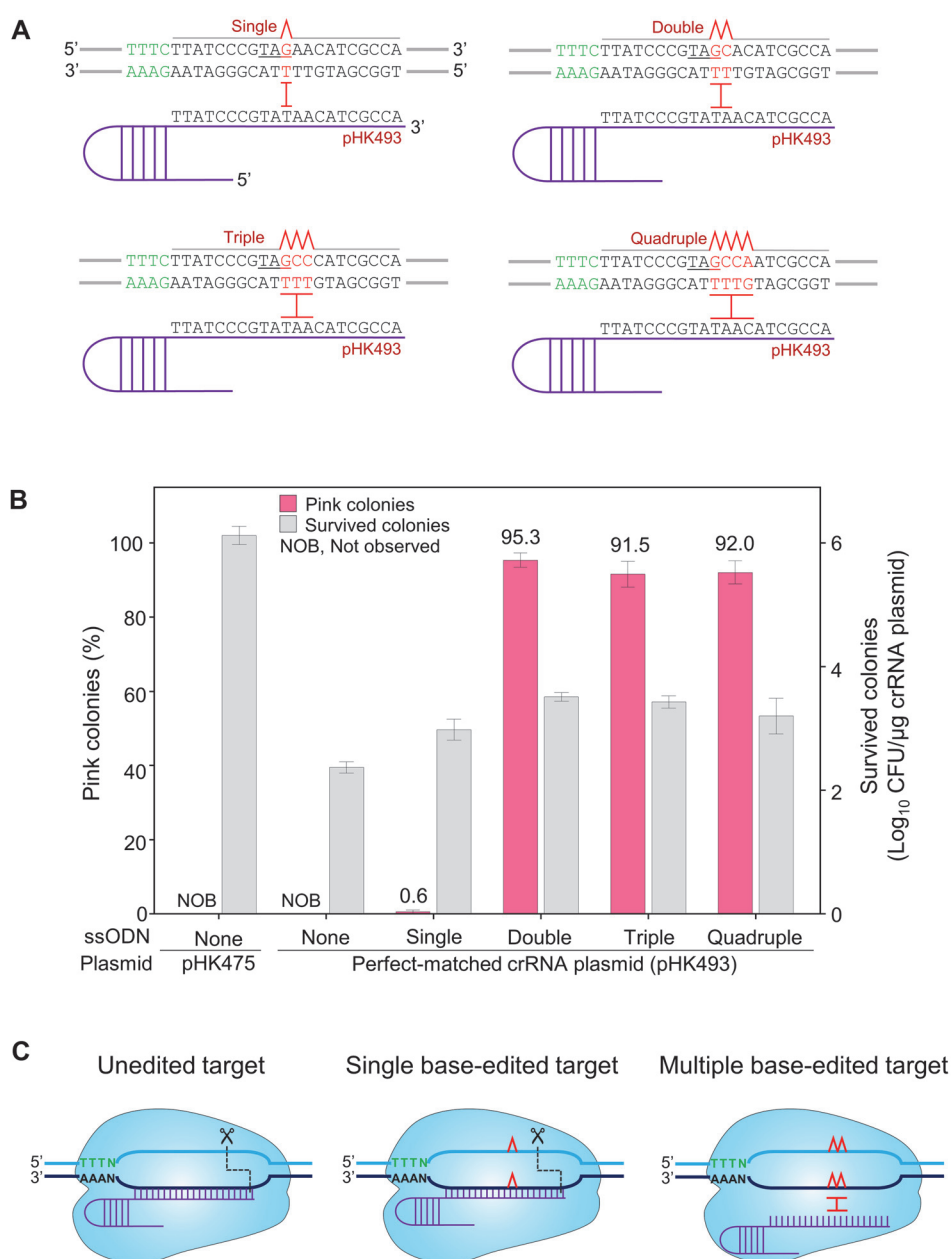 A
Single
5' TTTCTTATCCCGTAGAACATCGCCA 3'
3' AAAGAATAGGGCATTTTGTAGCGGT 5'
TTATCCCGTATAACATCGCCA 3'
pHK493
5'
Double
TTTCTTATCCCGTAGCACATCGCCA
AAAGAATAGGGCATTTTGTAGCGGT
TTATCCCGTATAACATCGCCA
pHK493
Triple
TTTCTTATCCCGTAGCCCATCGCCA
AAAGAATAGGGCATTTTGTAGCGGT
TTATCCCGTATAACATCGCCA
pHK493
Quadruple
TTTCTTATCCCGTAGCCAATCGCCA
AAAGAATAGGGCATTTTGTAGCGGT
TTATCCCGTATAACATCGCCA
pHK493
B
Pink colonies
Survived colonies
NOB, Not observed
Pink colonies (%)
100
80
60
40
20
0
NOB
NOB
0.6
95.3
91.5
92.0
6
4
2
0
Survived colonies
(Log₁₀ CFU/µg crRNA plasmid)
ssODN None None Single Double Triple Quadruple
Plasmid pHK475 Perfect-matched crRNA plasmid (pHK493)
C
Unedited target
5' TTTN
3' AAAN
Single base-edited target
5' TTTN
3' AAAN
Multiple base-edited target
5' TTTN
3' AAAN